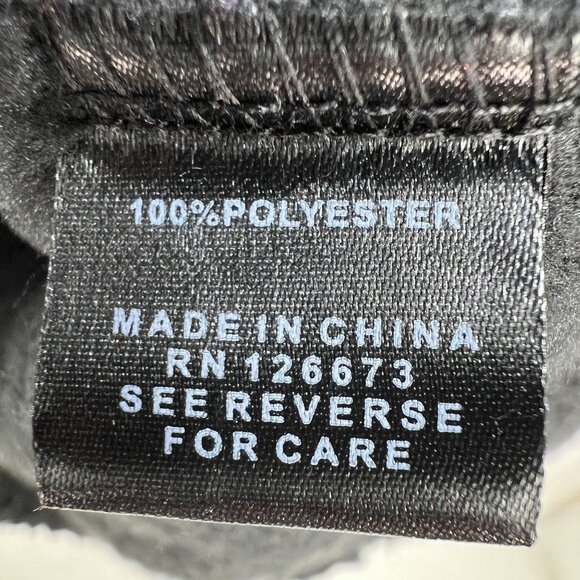 100%POLYESTER
MADE IN CHINA
RN 126673
SEE REVERSE
FOR CARE